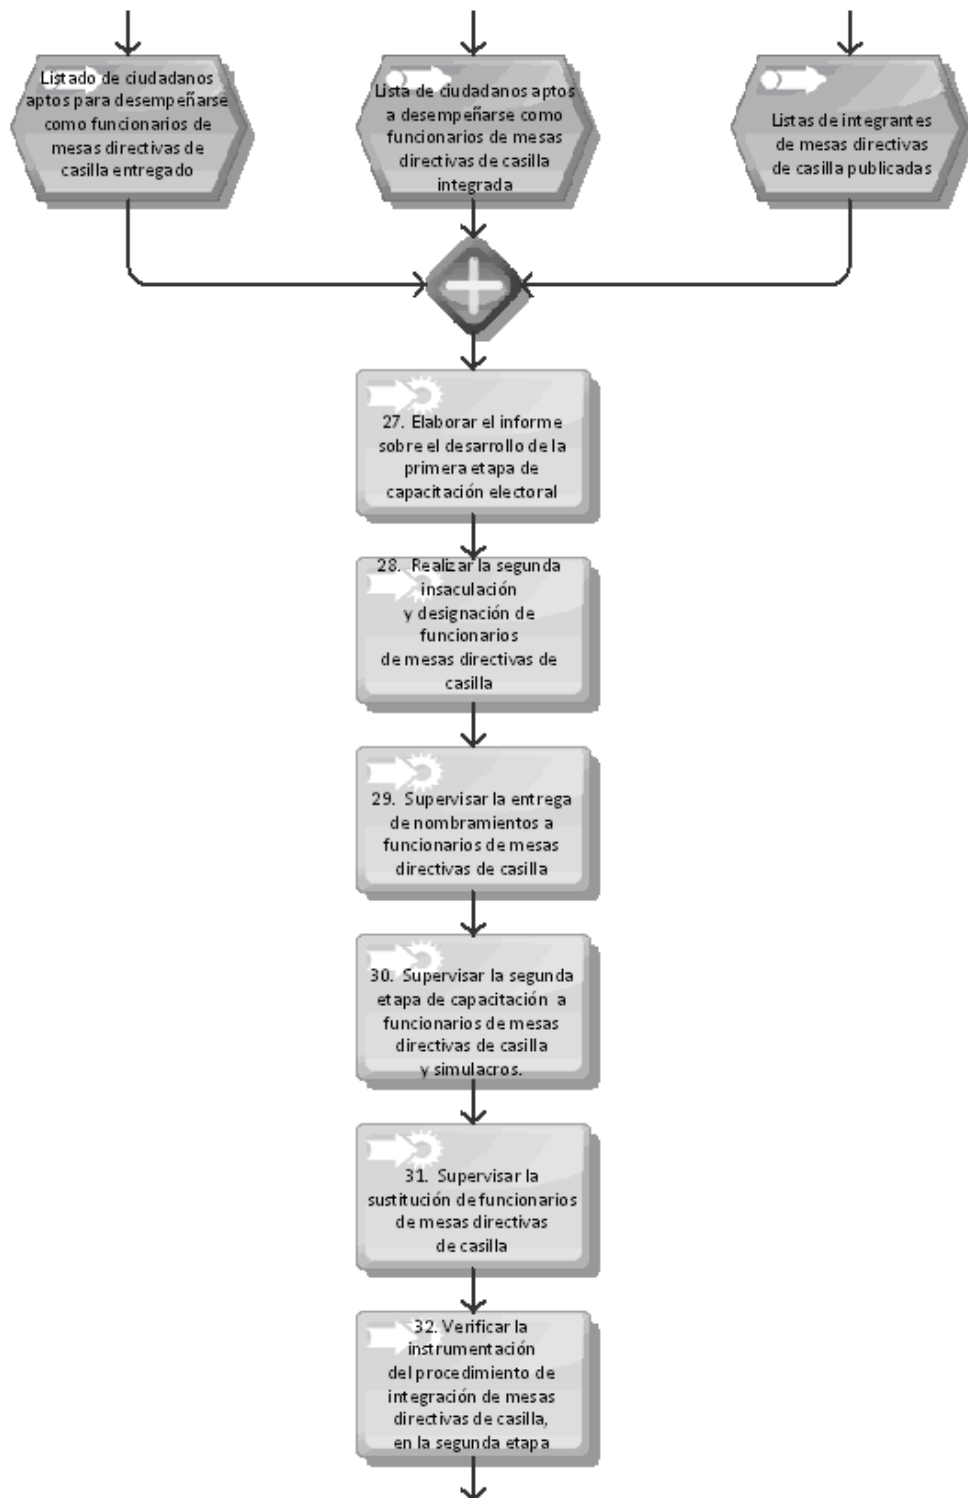 Listado de ciudadanos
aptos para desempeñarse
como funcionarios de
mesas directivas de
casilla entregado
Lista de ciudadanos aptos
a desempeñarse como
funcionarios de mesas
directivas de casilla
integrada
Listas de integrantes
de mesas directivas
de casilla publicadas
27. Elaborar el informe
sobre el desarrollo de la
primera etapa de
capacitación electoral
28. Realizar la segunda
insaculación
y designación de
funcionarios
de mesas directivas de
casilla
29. Supervisar la entrega
de nombramientos a
funcionarios de mesas
directivas de casilla
30. Supervisar la segunda
etapa de capacitación a
funcionarios de mesas
directivas de casilla
y simulacros.
31. Supervisar la
sustitución de funcionarios
de mesas directivas
de casilla
32. Verificar la
instrumentación
del procedimiento de
integración de mesas
directivas de casilla,
en la segunda etapa